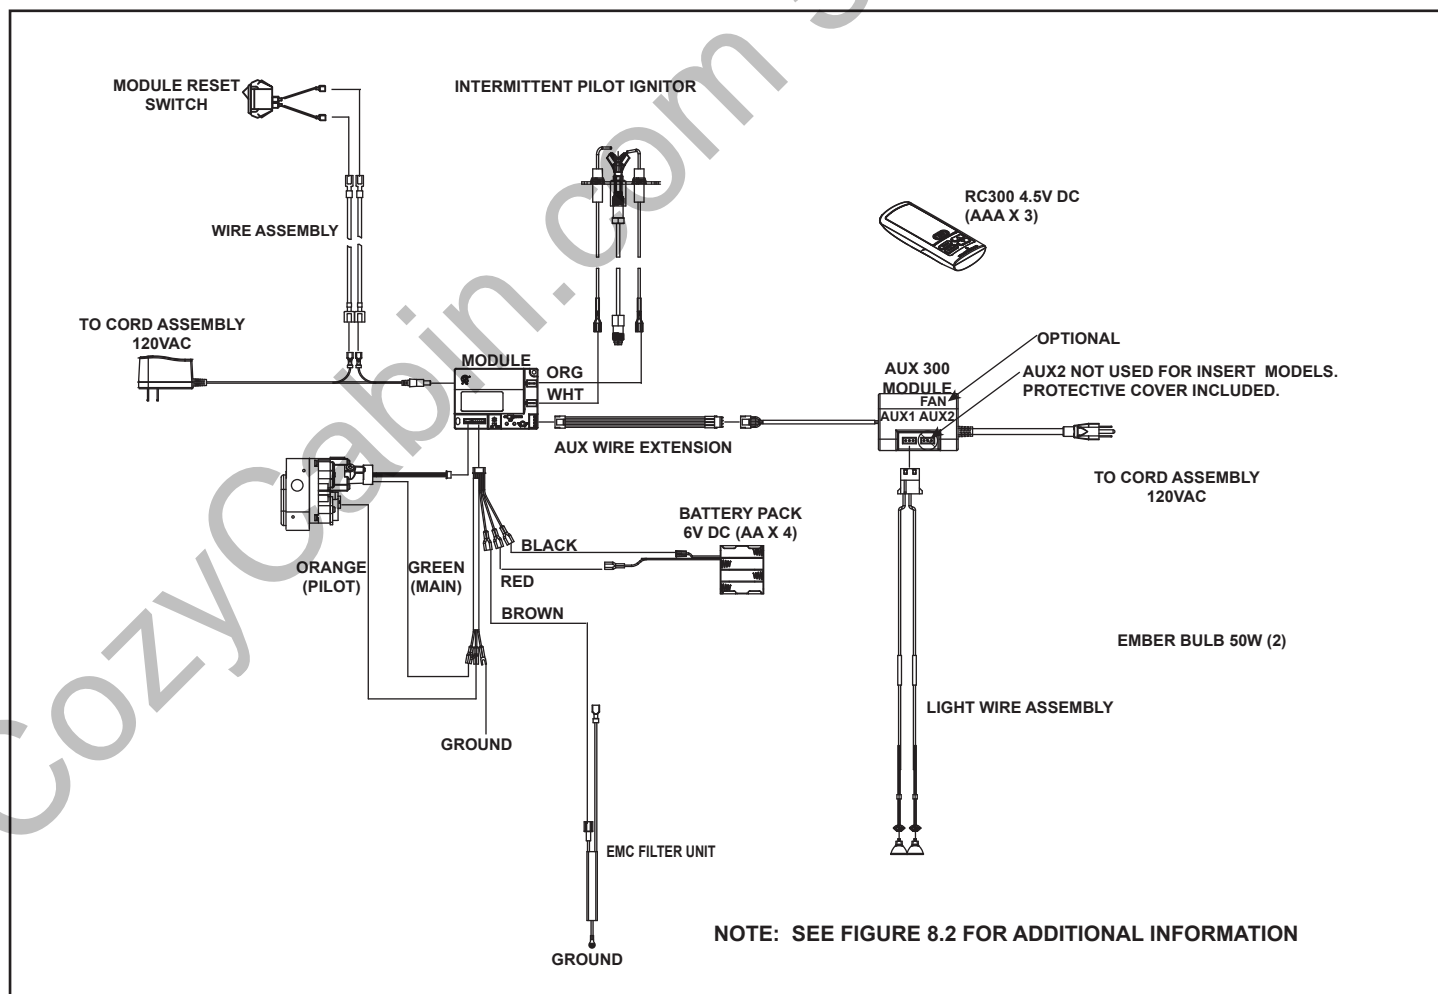 MODULE RESET
SWITCH
INTERMITTENT PILOT IGNITOR
RC300 4.5V DC
(AAA X 3)
WIRE ASSEMBLY
TO CORD ASSEMBLY
120VAC
MODULE
ORG
WHT
OPTIONAL
AUX 300
MODULE
FAN
AUX1 AUX2
AUX2 NOT USED FOR INSERT MODELS.
PROTECTIVE COVER INCLUDED.
AUX WIRE EXTENSION
TO CORD ASSEMBLY
120VAC
BATTERY PACK
6V DC (AA X 4)
BLACK
RED
BROWN
ORANGE
(PILOT)
GREEN
(MAIN)
EMBER BULB 50W (2)
LIGHT WIRE ASSEMBLY
GROUND
EMC FILTER UNIT
GROUND
NOTE: SEE FIGURE 8.2 FOR ADDITIONAL INFORMATION
CozyCabin.com